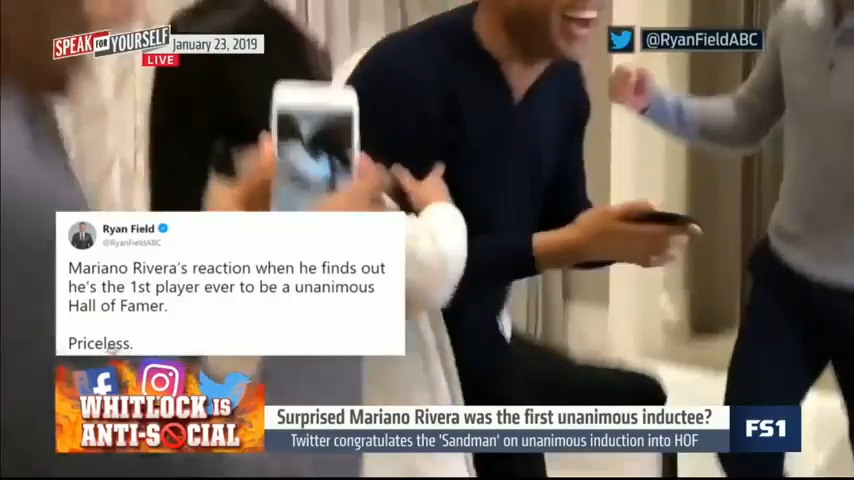 SPEAK FOR YOURSELF
January 23, 2019
LIVE
@RyanFieldABC
Ryan Field
@RyanFieldABC
Mariano Rivera's reaction when he finds out
he's the 1st player ever to be a unanimous
Hall of Famer.
Priceless.
WHITLOCK IS
ANTI-SOCIAL
Surprised Mariano Rivera was the first unanimous inductee?
Twitter congratulates the 'Sandman' on unanimous induction into HOF
FS1